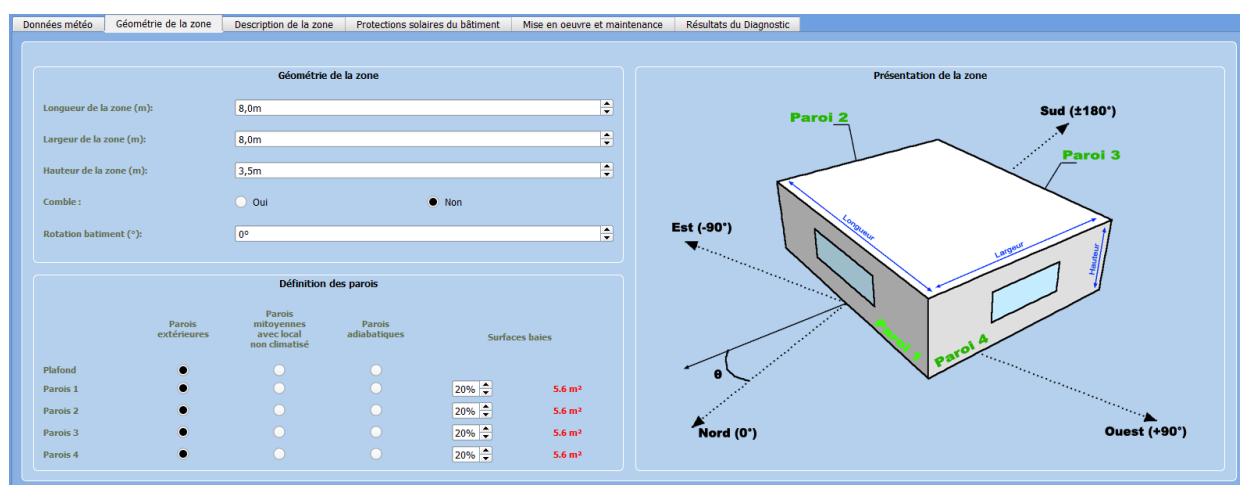 Données météo
Géométrie de la zone
Description de la zone
Protections solaires du bâtiment
Mise en oeuvre et maintenance
Résultats du Diagnostic
Géométrie de la zone
Longueur de la zone (m):
8,0m
Largeur de la zone (m):
8,0m
Hauteur de la zone (m):
3,5m
Comble :
Oui
Non
Rotation batiment (°):
0°
Définition des parois
Parois
extérieures
Parois
mitoyennes
avec local
non climatisé
Parois
adiabatiques
Surfaces baies
Plafond
Parois 1
20%
5.6 m²
Parois 2
20%
5.6 m²
Parois 3
20%
5.6 m²
Parois 4
20%
5.6 m²
Présentation de la zone
Paroi 2
Sud (±180°)
Paroi 3
Est (-90°)
Longueur
Largeur
Hauteur
Paroi 1
Paroi 4
θ
Nord (0°)
Ouest (+90°)